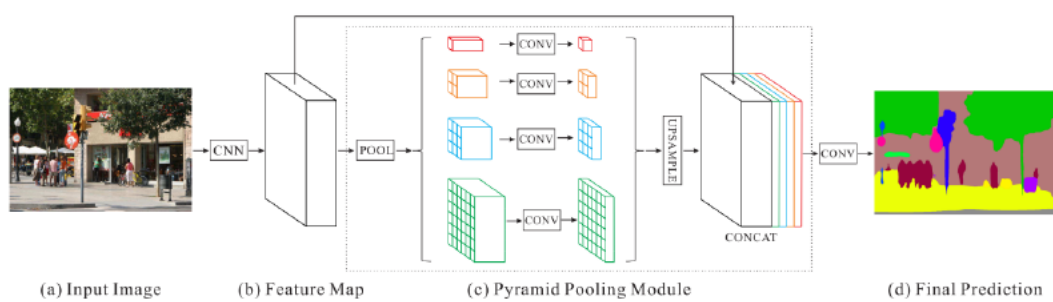 CNN
POOL
CONV
CONV
CONV
CONV
UPSAMPLE
CONCAT
CONV
(a) Input Image
(b) Feature Map
(c) Pyramid Pooling Module
(d) Final Prediction